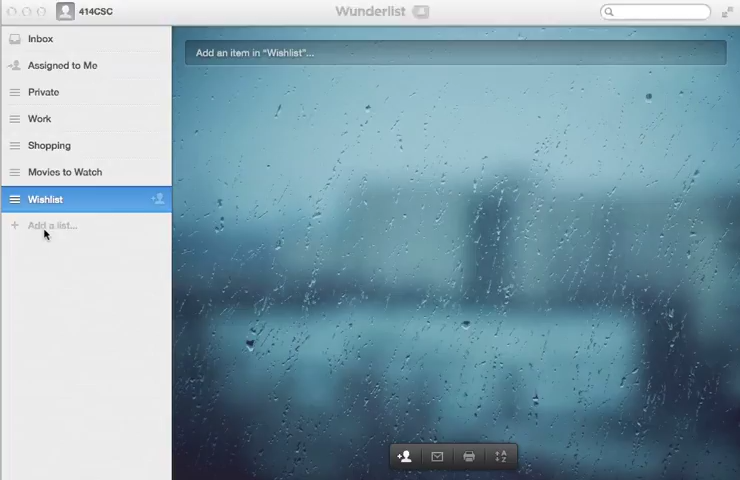 414CSC
Wunderlist
Inbox
Assigned to Me
Private
Work
Shopping
Movies to Watch
Wishlist
Add a list...
Add an item in “Wishlist”...
A
Z